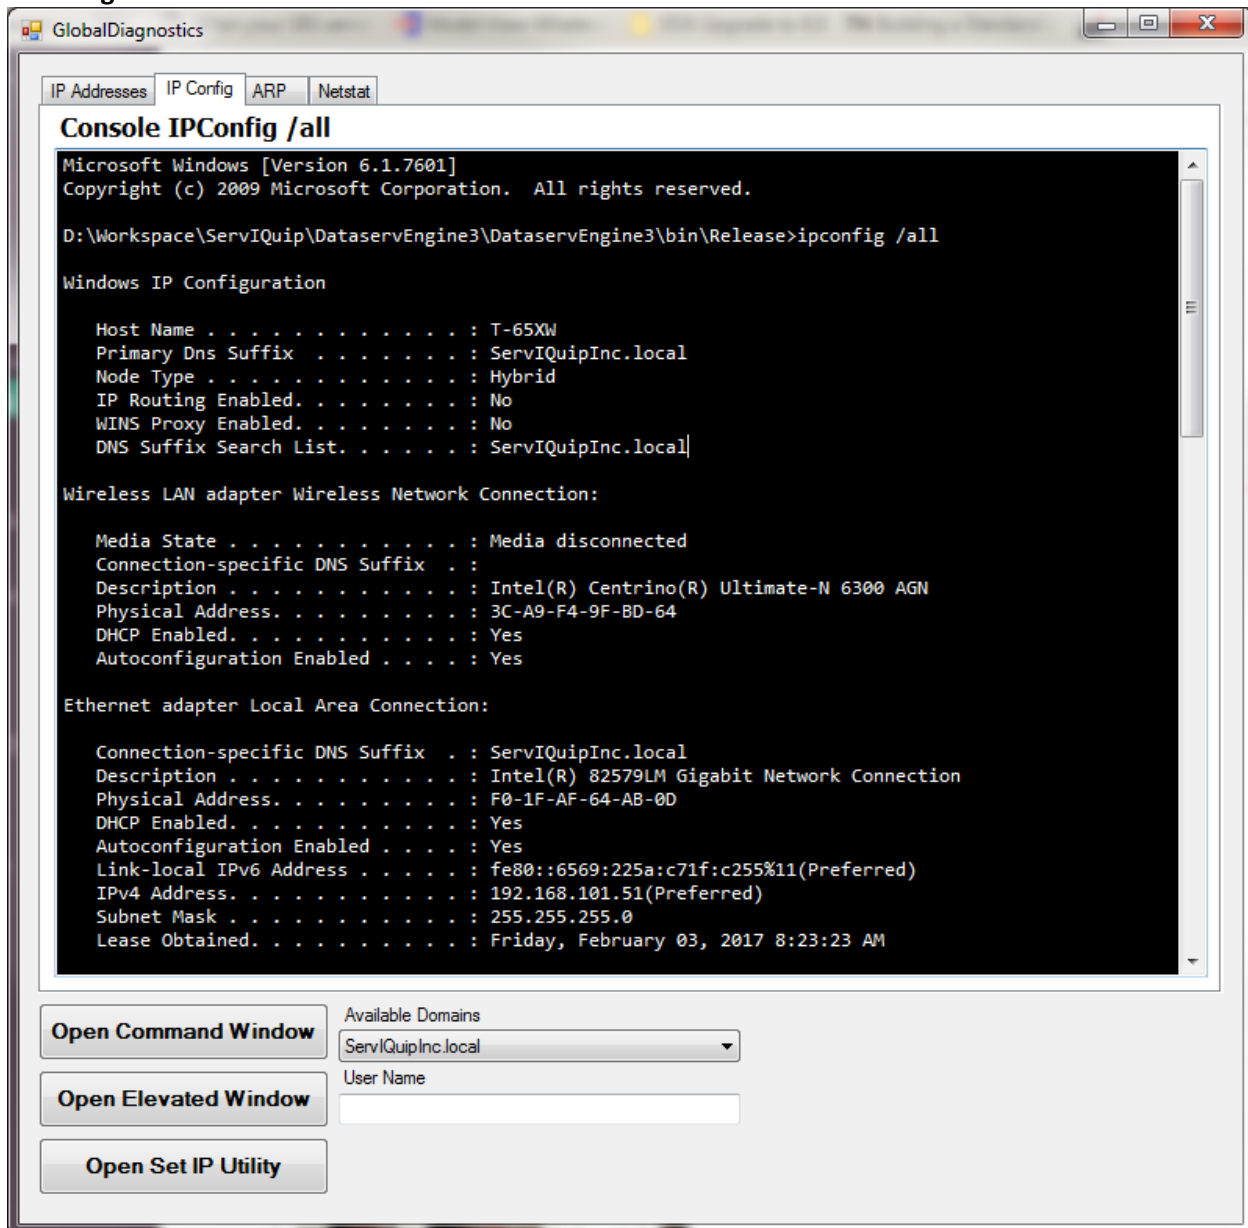 GlobalDiagnostics
IP Addresses IP Config ARP Netstat
Console IPConfig /all
Microsoft Windows [Version 6.1.7601]
Copyright (c) 2009 Microsoft Corporation.  All rights reserved.
D:\Workspace\ServIQuip\DataservEngine3\DataservEngine3\bin\Release>ipconfig /all
Windows IP Configuration
Host Name . . . . . . . . . . . . : T-65XW
Primary Dns Suffix  . . . . . . . : ServIQuipInc.local
Node Type . . . . . . . . . . . . : Hybrid
IP Routing Enabled. . . . . . . . : No
WINS Proxy Enabled. . . . . . . . : No
DNS Suffix Search List. . . . . . : ServIQuipInc.local
Wireless LAN adapter Wireless Network Connection:
Media State . . . . . . . . . . . : Media disconnected
Connection-specific DNS Suffix  . :
Description . . . . . . . . . . . : Intel(R) Centrino(R) Ultimate-N 6300 AGN
Physical Address. . . . . . . . . : 3C-A9-F4-9F-BD-64
DHCP Enabled. . . . . . . . . . . : Yes
Autoconfiguration Enabled . . . . : Yes
Ethernet adapter Local Area Connection:
Connection-specific DNS Suffix  . : ServIQuipInc.local
Description . . . . . . . . . . . : Intel(R) 82579LM Gigabit Network Connection
Physical Address. . . . . . . . . : F0-1F-AF-64-AB-0D
DHCP Enabled. . . . . . . . . . . : Yes
Autoconfiguration Enabled . . . . : Yes
Link-local IPv6 Address . . . . . : fe80::6569:225a:c71f:c255%11(Preferred)
IPv4 Address. . . . . . . . . . . : 192.168.101.51(Preferred)
Subnet Mask . . . . . . . . . . . : 255.255.255.0
Lease Obtained. . . . . . . . . . : Friday, February 03, 2017 8:23:23 AM
Open Command Window
Available Domains
ServIQuipInc.local
Open Elevated Window
User Name
Open Set IP Utility